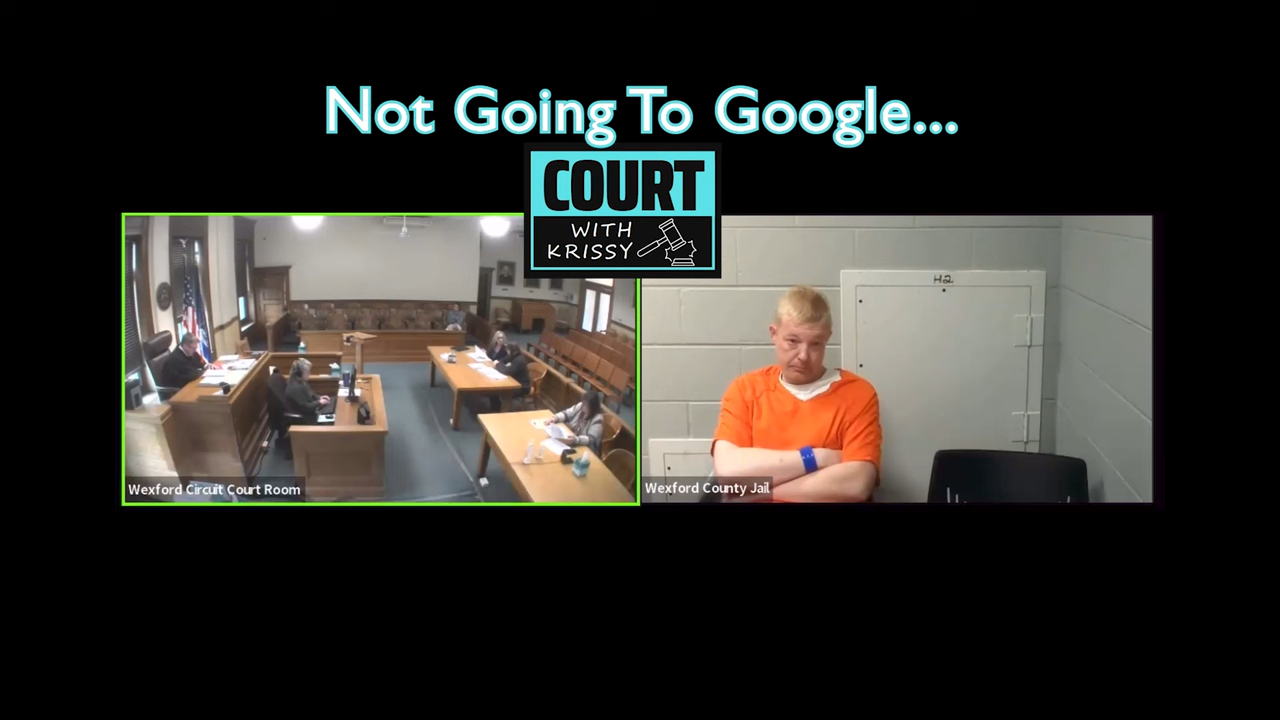 Not Going To Google...
COURT
WITH
KRISSY
H2
Wexford Circuit Court Room
Wexford County Jail